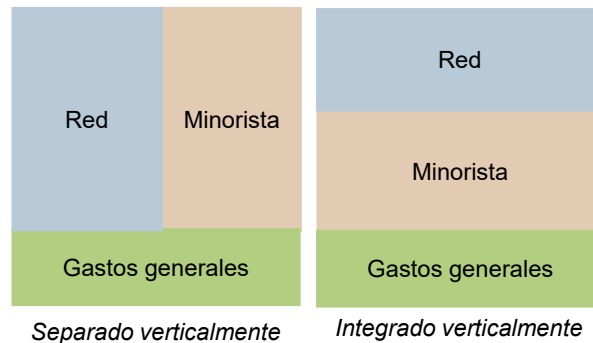 Red
Minorista
Gastos generales
Separado verticalmente
Red
Minorista
Gastos generales
Integrado verticalmente